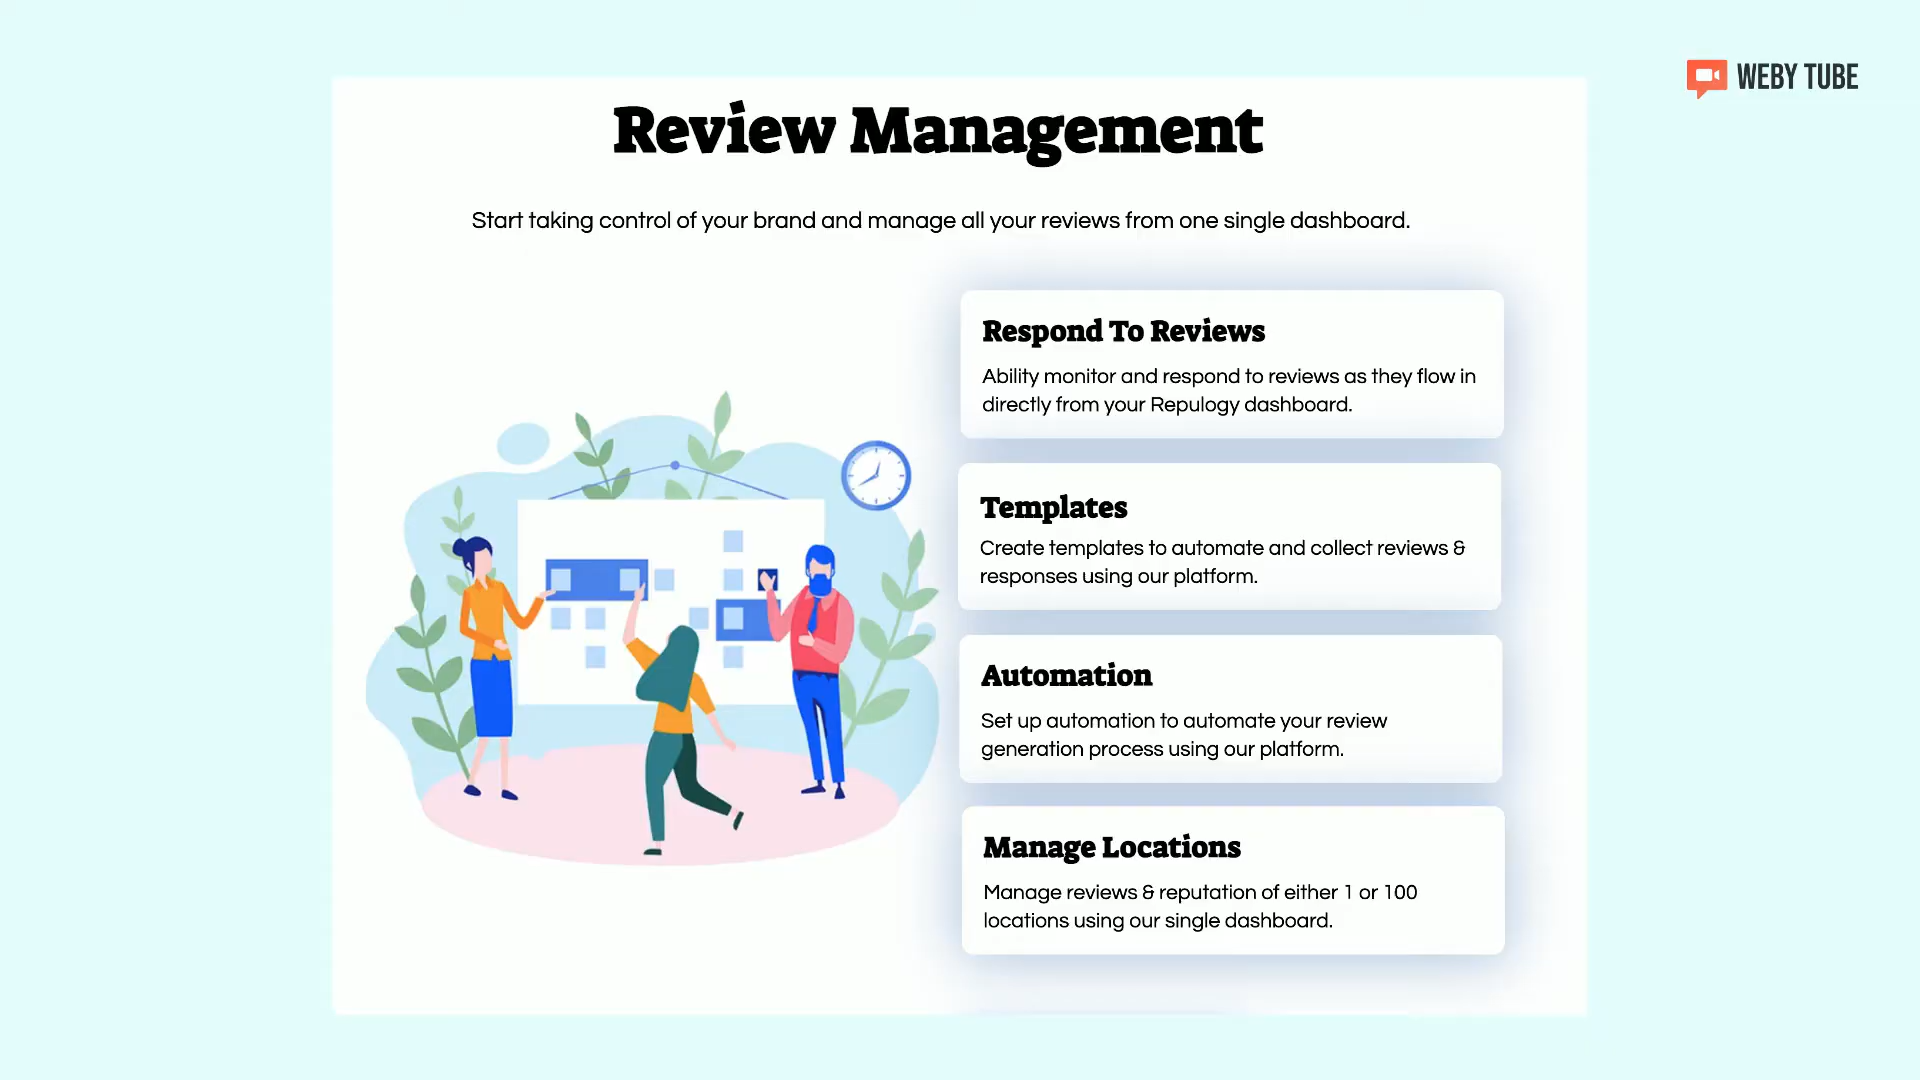 WEBY TUBE
Review Management
Start taking control of your brand and manage all your reviews from one single dashboard.
Respond To Reviews
Ability monitor and respond to reviews as they flow in
directly from your Repulogy dashboard.
Templates
Create templates to automate and collect reviews &
responses using our platform.
Automation
Set up automation to automate your review
generation process using our platform.
Manage Locations
Manage reviews & reputation of either 1 or 100
locations using our single dashboard.